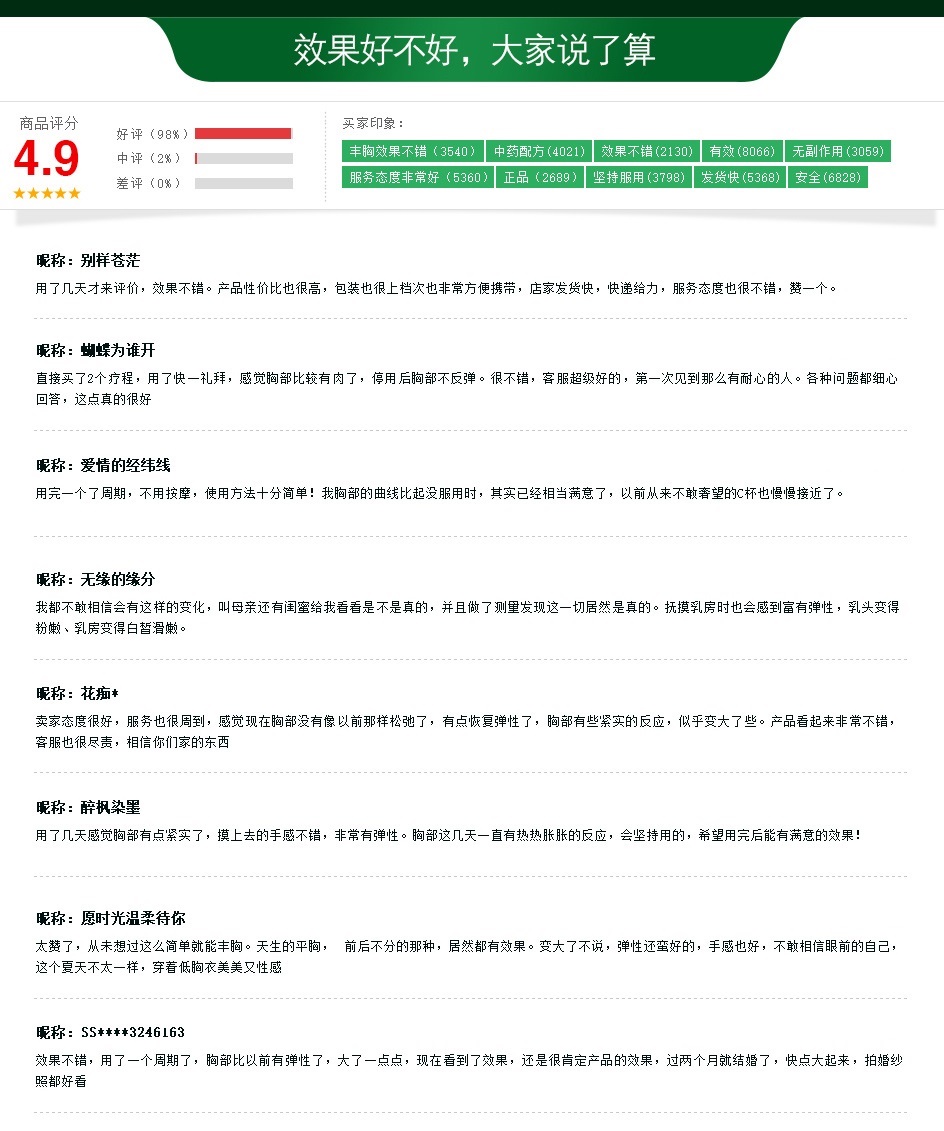 效果好不好，大家说了算
商品评分
4.9
好评（98%）
中评（2%）
差评（0%）
买家印象：
丰胸效果不错（3540） 中药配方(4021) 效果不错(2130) 有效(8066) 无副作用(3059)
服务态度非常好（5360） 正品（2689） 坚持服用(3798) 发货快(5368) 安全(6828)
昵称：别样苍茫
用了几天才来评价，效果不错。产品性价比也很高，包装也很上档次也非常方便携带，店家发货快，快递给力，服务态度也很不错，赞一个。
昵称：蝴蝶为谁开
直接买了2个疗程，用了快一礼拜，感觉胸部比较有肉了，停用后胸部不反弹。很不错，客服超级好的，第一次见到那么有耐心的人。各种问题都细心
回答，这点真的很好
昵称：爱情的经纬线
用完一个了周期，不用按摩，使用方法十分简单！我胸部的曲线比起没服用时，其实已经相当满意了，以前从来不敢奢望的C杯也慢慢接近了。
昵称：无缘的缘分
我都不敢相信会有这样的变化，叫母亲还有闺蜜给我看看是不是真的，并且做了测量发现这一切居然是真的。抚摸乳房时也会感到富有弹性，乳头变得
粉嫩、乳房变得白皙滑嫩。
昵称：花痴*
卖家态度很好，服务也很周到，感觉现在胸部没有像以前那样松弛了，有点恢复弹性了，胸部有些紧实的反应，似乎变大了些。产品看起来非常不错，
客服也很尽责，相信你们家的东西
昵称：醉枫染墨
用了几天感觉胸部有点紧实了，摸上去的手感不错，非常有弹性。胸部这几天一直有热热胀胀的反应，会坚持用的，希望用完后能有满意的效果！
昵称：愿时光温柔待你
太赞了，从未想过这么简单就能丰胸。天生的平胸， 前后不分的那种，居然都有效果。变大了不说，弹性还蛮好的，手感也好，不敢相信眼前的自己，
这个夏天不太一样，穿着低胸衣美美又性感
昵称：SS****3246163
效果不错，用了一个周期了，胸部比以前有弹性了，大了一点点，现在看到了效果，还是很肯定产品的效果，过两个月就结婚了，快点大起来，拍婚纱
照都好看